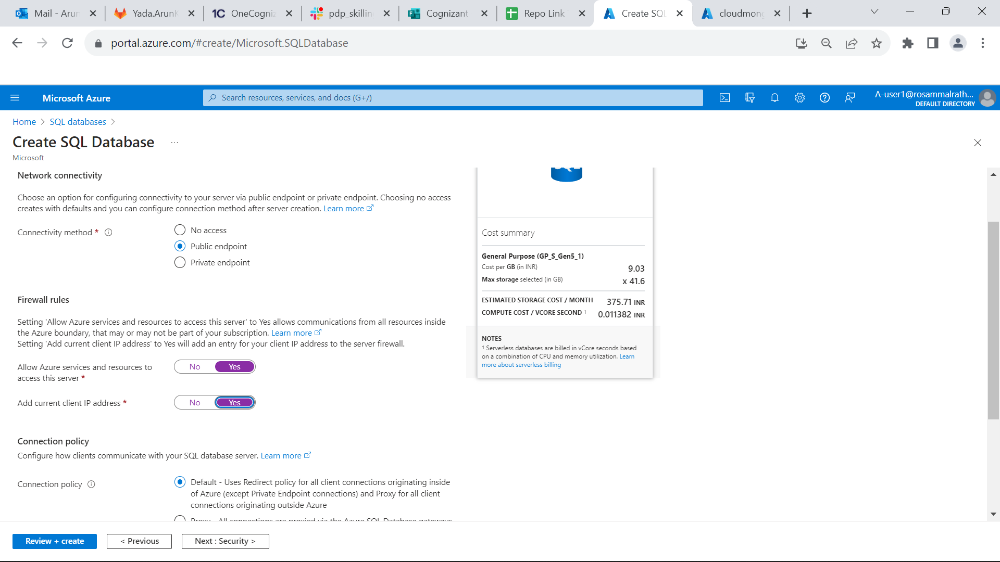 Mail - Arun
Yada.ArunK
1C OneCogniz
pdp_skillin
Cognizant
Repo Link
Create SQL
cloudmong
portal.azure.com/#create/Microsoft.SQLDatabase
Microsoft Azure
Search resources, services, and docs (G+/)
A-user1@rosammalrath...
DEFAULT DIRECTORY
Home > SQL databases >
Create SQL Database ...
Microsoft
Network connectivity
Choose an option for configuring connectivity to your server via public endpoint or private endpoint. Choosing no access
creates with defaults and you can configure connection method after server creation. Learn more
Connectivity method *
No access
Public endpoint
Private endpoint
Firewall rules
Setting 'Allow Azure services and resources to access this server' to Yes allows communications from all resources inside
the Azure boundary, that may or may not be part of your subscription. Learn more
Setting 'Add current client IP address' to Yes will add an entry for your client IP address to the server firewall.
Allow Azure services and resources to
access this server *
No Yes
Add current client IP address *
No Yes
Connection policy
Configure how clients communicate with your SQL database server. Learn more
Connection policy
Default - Uses Redirect policy for all client connections originating inside
of Azure (except Private Endpoint connections) and Proxy for all client
connections originating outside Azure
Proxy - All connections are proxied via the Azure SQL Database gateways
Cost summary
General Purpose (GP_S_Gen5_1)
Cost per GB (in INR) 9.03
Max storage selected (in GB) x 41.6
ESTIMATED STORAGE COST / MONTH 375.71 INR
COMPUTE COST / VCORE SECOND ¹ 0.011382 INR
NOTES
¹ Serverless databases are billed in vCore seconds based
on a combination of CPU and memory utilization. Learn
more about serverless billing
Review + create
< Previous
Next : Security >